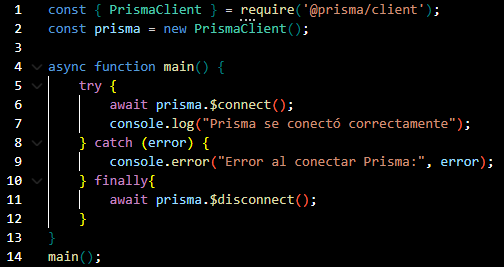 1 const { PrismaClient } = require('@prisma/client');
2 const prisma = new PrismaClient();
3
4 async function main() {
5     try {
6         await prisma.$connect();
7         console.log("Prisma se conectó correctamente");
8     } catch (error) {
9         console.error("Error al conectar Prisma:", error);
10     } finally{
11         await prisma.$disconnect();
12     }
13 }
14 main();